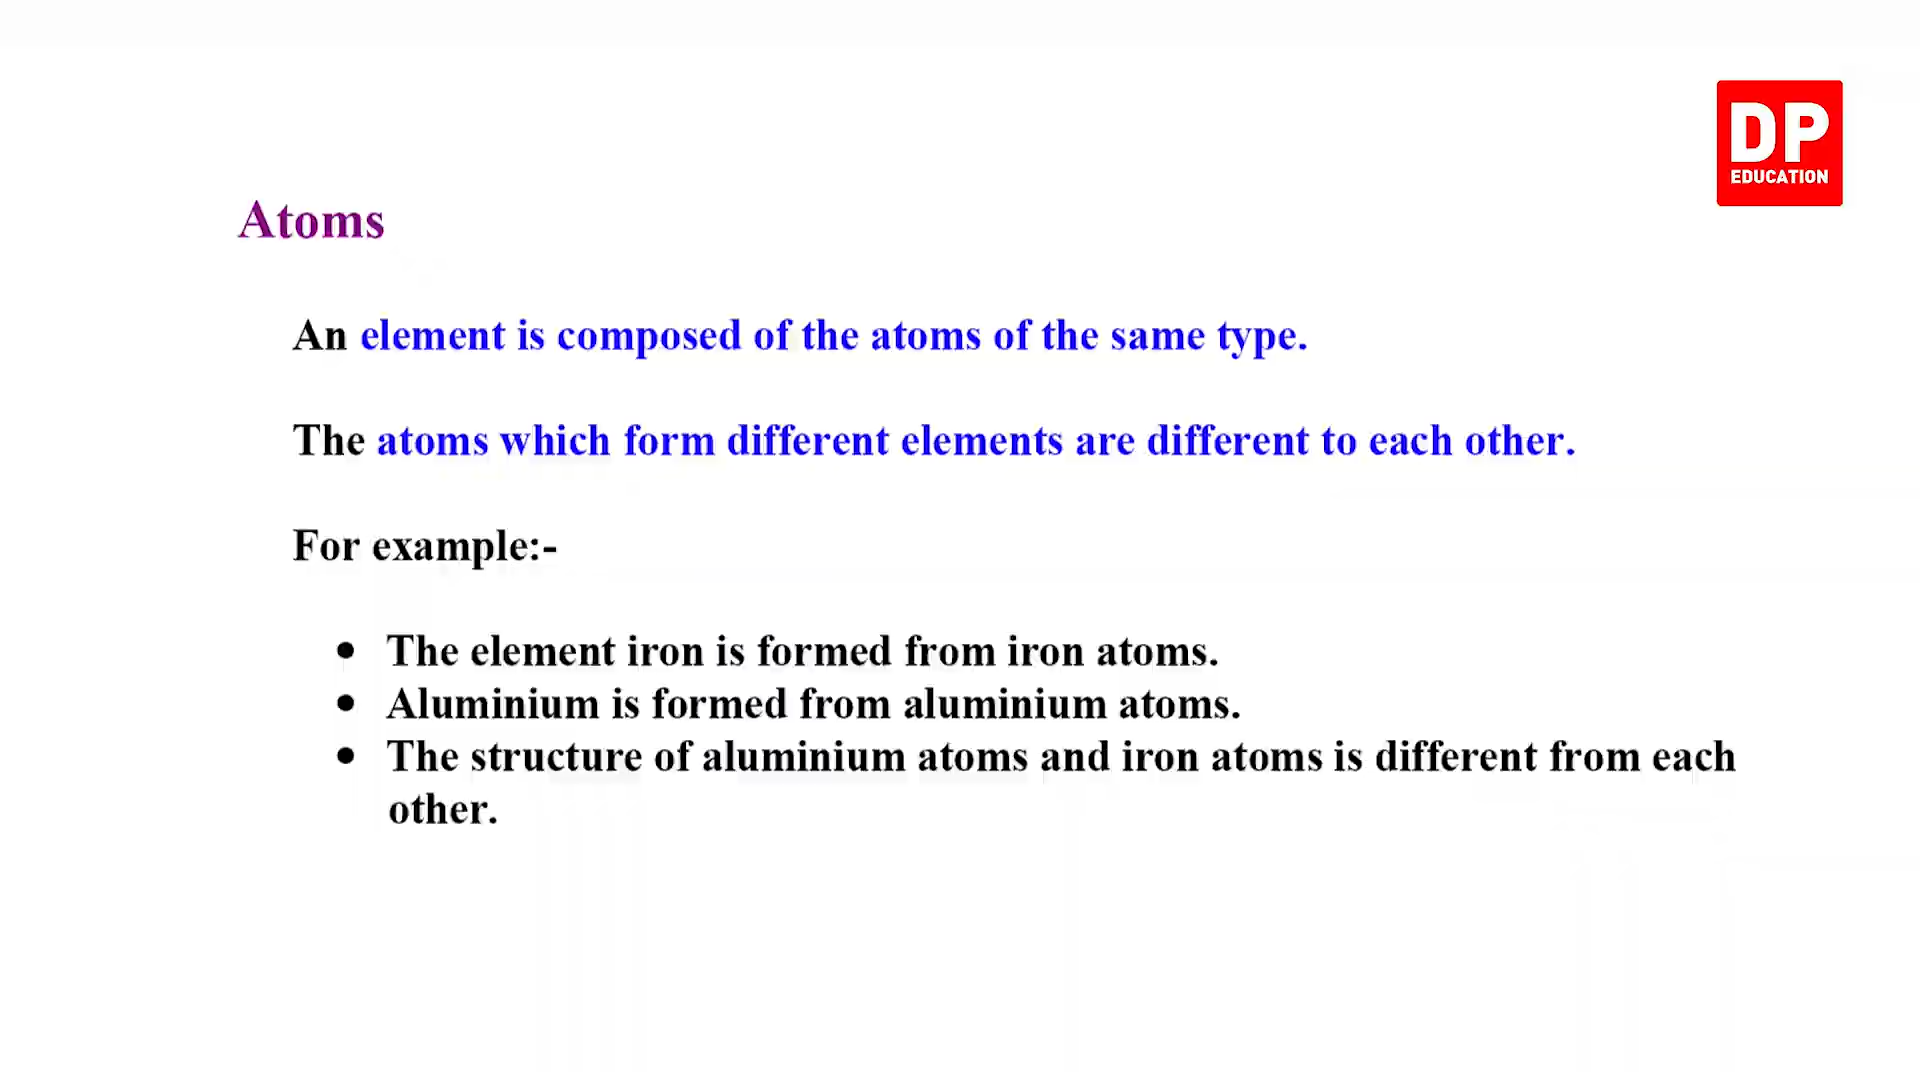 DP
EDUCATION
Atoms
An element is composed of the atoms of the same type.
The atoms which form different elements are different to each other.
For example:-
• The element iron is formed from iron atoms.
• Aluminium is formed from aluminium atoms.
• The structure of aluminium atoms and iron atoms is different from each
other.